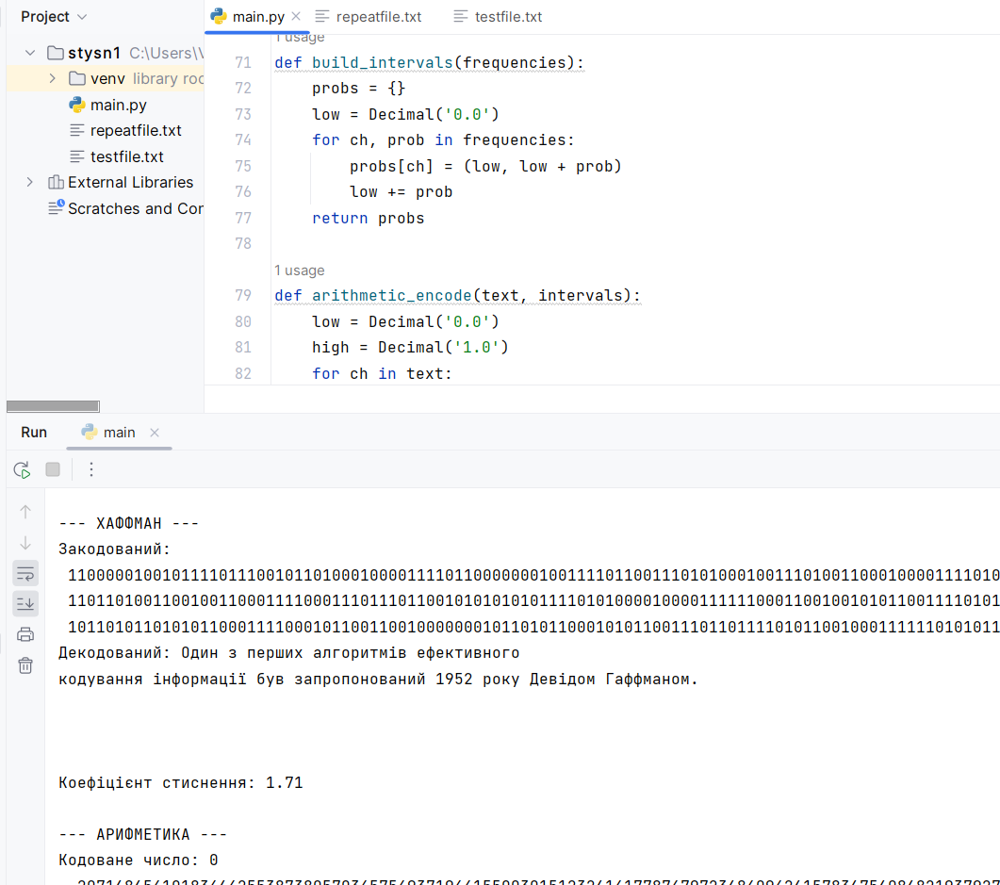 Project
main.py
repeatfile.txt
testfile.txt
stysn1 C:\Users\
venv library roo
main.py
repeatfile.txt
testfile.txt
External Libraries
Scratches and Con
1 usage
71 def build_intervals(frequencies):
72 probs = {}
73 low = Decimal('0.0')
74 for ch, prob in frequencies:
75 probs[ch] = (low, low + prob)
76 low += prob
77 return probs
78
1 usage
79 def arithmetic_encode(text, intervals):
80 low = Decimal('0.0')
81 high = Decimal('1.0')
82 for ch in text:
Run
main
--- ХАФФМАН ---
Закодований:
Декодований: Один з перших алгоритмів ефективного
кодування інформації був запропонований 1952 року Девідом Гаффманом.
Коефіцієнт стиснення: 1.71
--- АРИФМЕТИКА ---
Кодоване число: 0